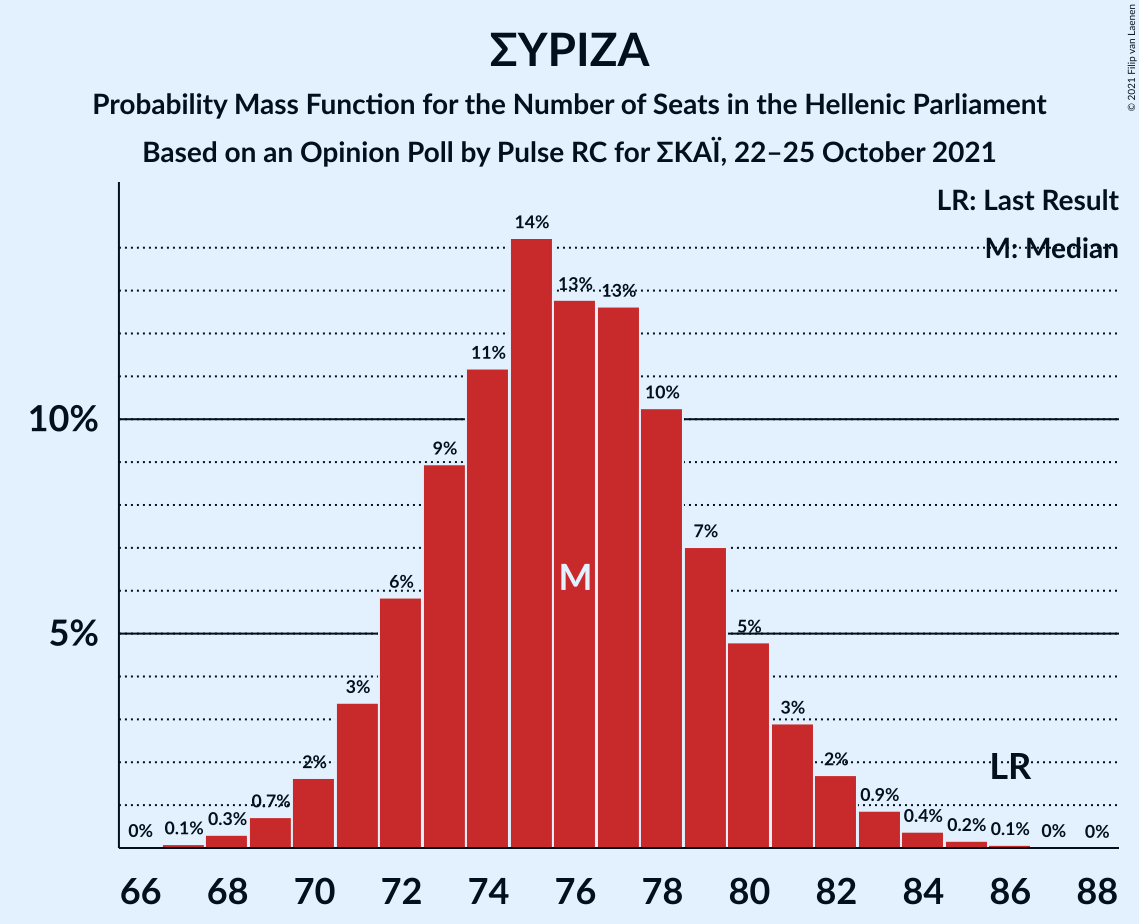 ΣΥΡΙΖΑ
Probability Mass Function for the Number of Seats in the Hellenic Parliament
Based on an Opinion Poll by Pulse RC for ΣΚΑΪ, 22–25 October 2021
© 2021 Filip van Laenen
LR: Last Result
M: Median
10%
5%
0%
0.1%
0.3%
0.7%
2%
3%
6%
9%
11%
14%
13%
13%
10%
7%
5%
3%
2%
0.9%
0.4%
0.2%
0.1%
0%
0%
M
LR
66 68 70 72 74 76 78 80 82 84 86 88